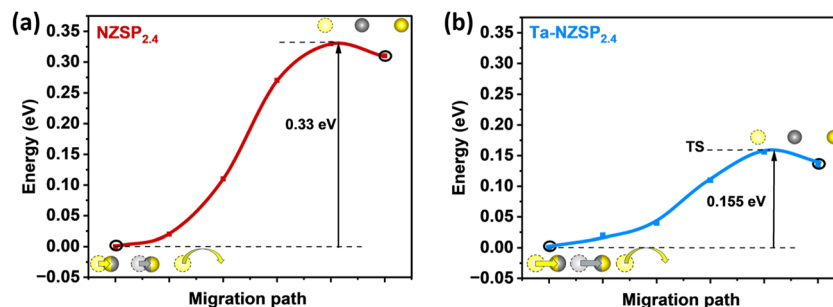 (a)
NZSP2.4
0.35
0.30
0.25
0.20
0.15
0.10
0.05
0.00
−0.05
Energy (eV)
0.33 eV
Migration path
(b)
Ta-NZSP2.4
0.35
0.30
0.25
0.20
0.15
0.10
0.05
0.00
−0.05
Energy (eV)
TS
0.155 eV
Migration path